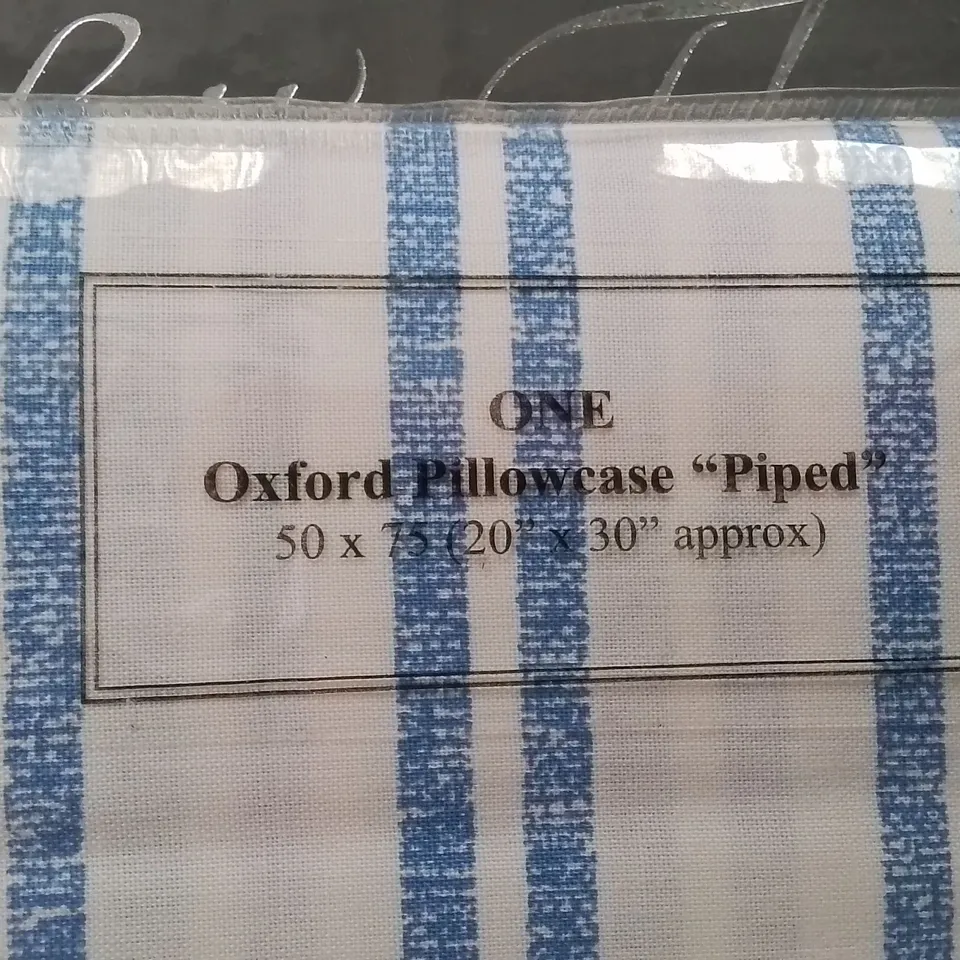 ONE
Oxford Pillowcase “Piped”
50 x 75 (20” x 30” approx)